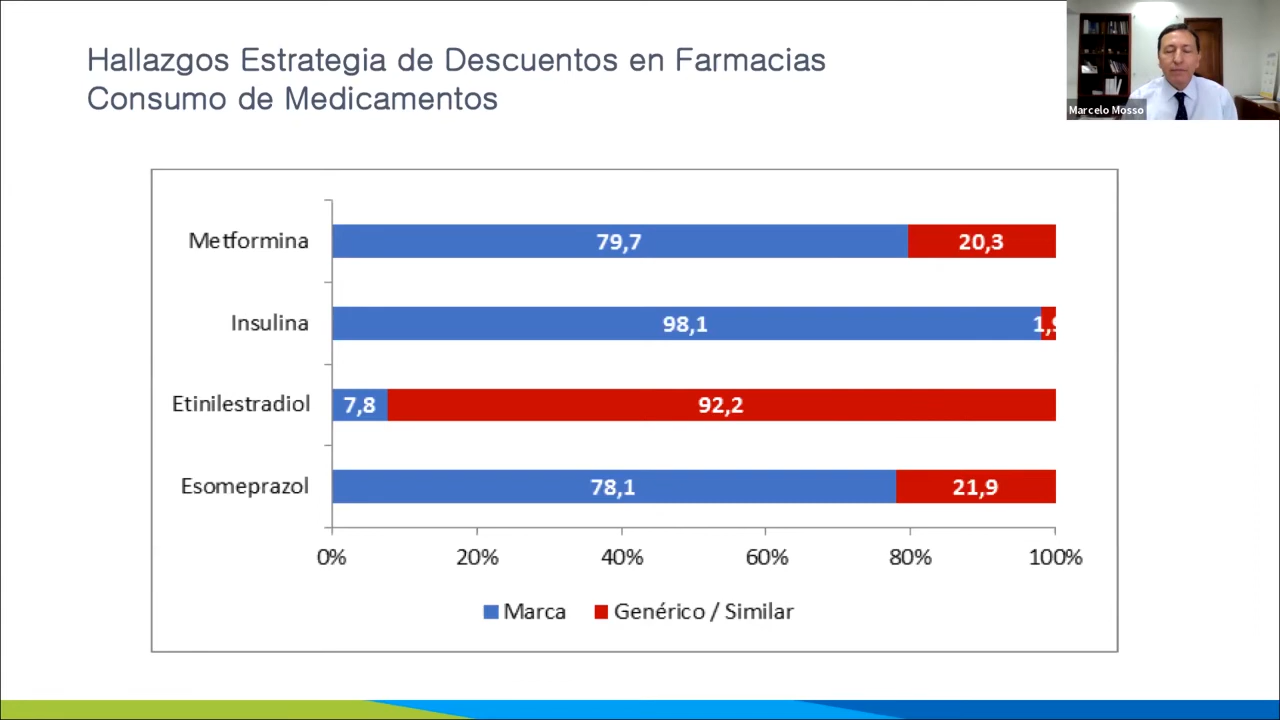 Hallazgos Estrategia de Descuentos en Farmacias
Consumo de Medicamentos
Marcelo Mosso
Metformina
79,7
20,3
Insulina
98,1
1,9
Etinilestradiol
7,8
92,2
Esomeprazol
78,1
21,9
0%
20%
40%
60%
80%
100%
Marca
Genérico / Similar